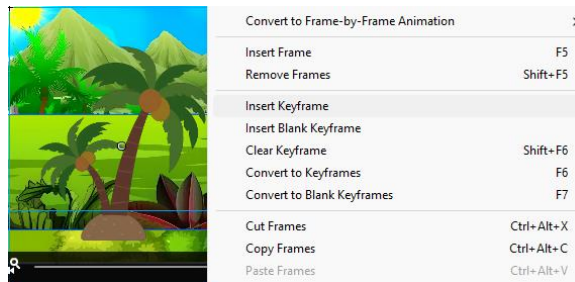 Convert to Frame-by-Frame Animation
Insert Frame F5
Remove Frames Shift+F5
Insert Keyframe
Insert Blank Keyframe
Clear Keyframe Shift+F6
Convert to Keyframes F6
Convert to Blank Keyframes F7
Cut Frames Ctrl+Alt+X
Copy Frames Ctrl+Alt+C
Paste Frames Ctrl+Alt+V